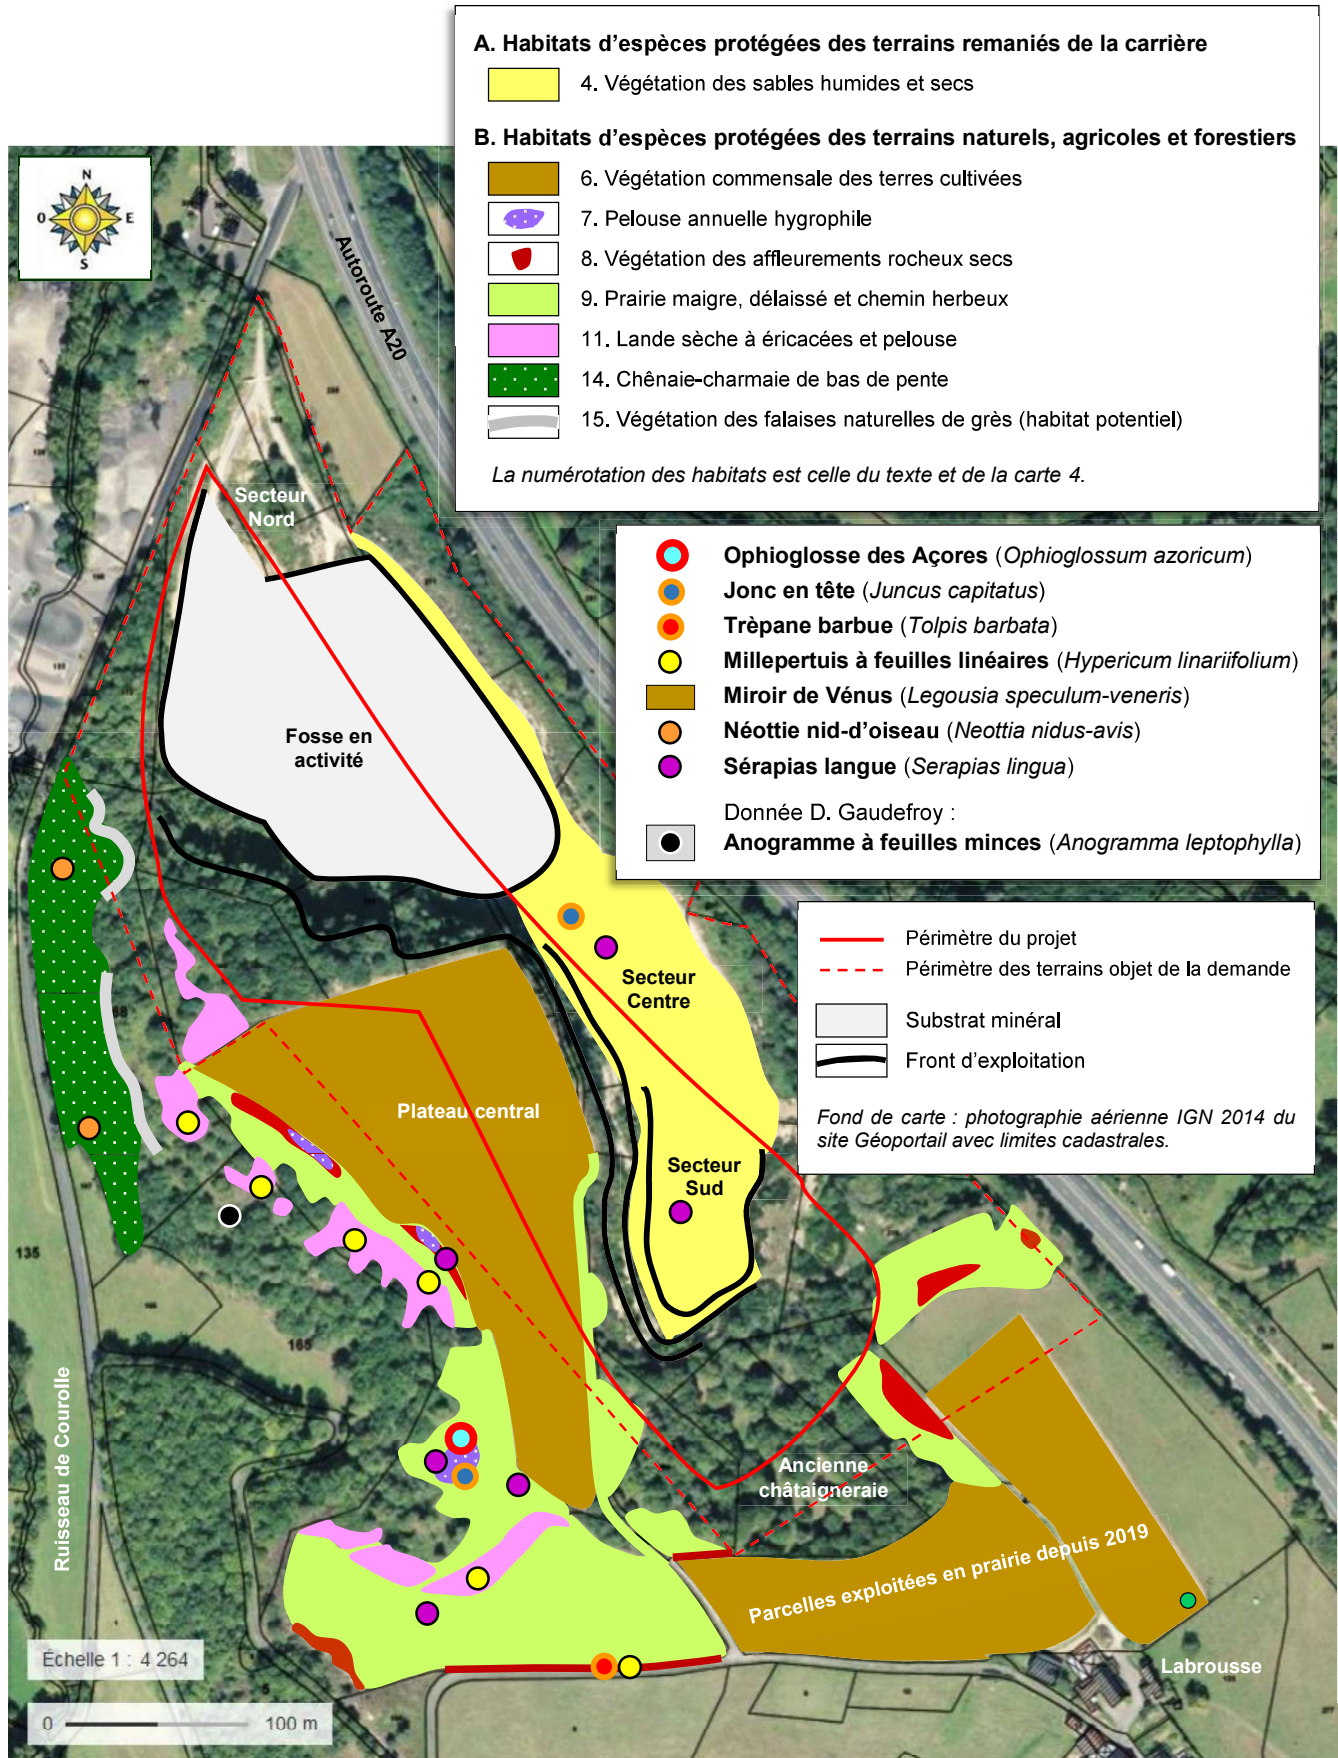 A. Habitats d’espèces protégées des terrains remaniés de la carrière
4. Végétation des sables humides et secs
B. Habitats d’espèces protégées des terrains naturels, agricoles et forestiers
6. Végétation commensale des terres cultivées
7. Pelouse annuelle hygrophile
8. Végétation des affleurements rocheux secs
9. Prairie maigre, délaissé et chemin herbeux
11. Lande sèche à éricacées et pelouse
14. Chênaie-charmaie de bas de pente
15. Végétation des falaises naturelles de grès (habitat potentiel)
La numérotation des habitats est celle du texte et de la carte 4.
N
O
E
S
Autoroute A20
Secteur
Nord
Ophioglosse des Açores (Ophioglossum azoricum)
Jonc en tête (Juncus capitatus)
Trèpane barbue (Tolpis barbata)
Millepertuis à feuilles linéaires (Hypericum linariifolium)
Miroir de Vénus (Legousia speculum-veneris)
Néottie nid-d’oiseau (Neottia nidus-avis)
Sérapias langue (Serapias lingua)
Donnée D. Gaudefroy :
Anogramme à feuilles minces (Anogramma leptophylla)
Fosse en
activité
Périmètre du projet
Périmètre des terrains objet de la demande
Substrat minéral
Front d’exploitation
Fond de carte : photographie aérienne IGN 2014 du
site Géoportail avec limites cadastrales.
Secteur
Centre
Plateau central
Secteur
Sud
135
165
Ruisseau de Courolle
Ancienne
châtaigneraie
Parcelles exploitées en prairie depuis 2019
Labrousse
Échelle 1 : 4 264
0 100 m